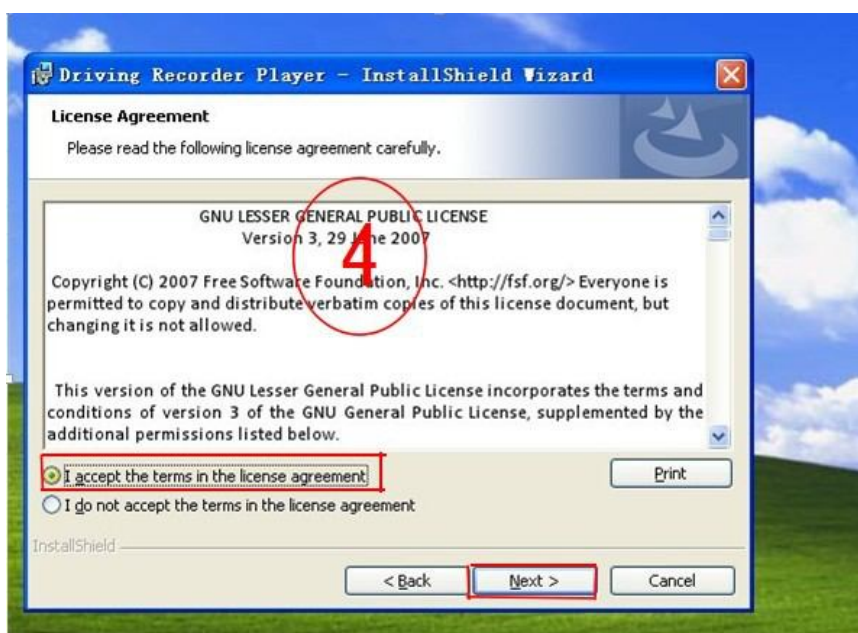 Driving Recorder Player - InstallShield Wizard
License Agreement
Please read the following license agreement carefully.
GNU LESSER GENERAL PUBLIC LICENSE
Version 3, 29 June 2007
4
Copyright (C) 2007 Free Software Foundation, Inc. <http://fsf.org/> Everyone is
permitted to copy and distribute verbatim copies of this license document, but
changing it is not allowed.
This version of the GNU Lesser General Public License incorporates the terms and
conditions of version 3 of the GNU General Public License, supplemented by the
additional permissions listed below.
I accept the terms in the license agreement
Print
I do not accept the terms in the license agreement
InstallShield
< Back
Next >
Cancel